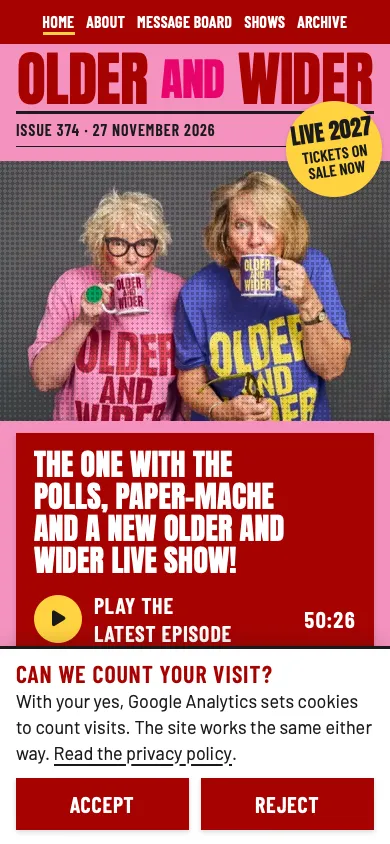 HOME ABOUT MESSAGE BOARD SHOWS ARCHIVE
OLDER AND WIDER
ISSUE 374 · 27 NOVEMBER 2026
LIVE 2027
TICKETS ON
SALE NOW
OLDER
AND
WIDER
OLDER
AND
WIDER
OLDER
AND
WIDER
OLDER
AND
THE ONE WITH THE
POLLS, PAPER-MACHE
AND A NEW OLDER AND
WIDER LIVE SHOW!
PLAY THE
LATEST EPISODE
50:26
CAN WE COUNT YOUR VISIT?
With your yes, Google Analytics sets cookies
to count visits. The site works the same either
way. Read the privacy policy.
ACCEPT
REJECT